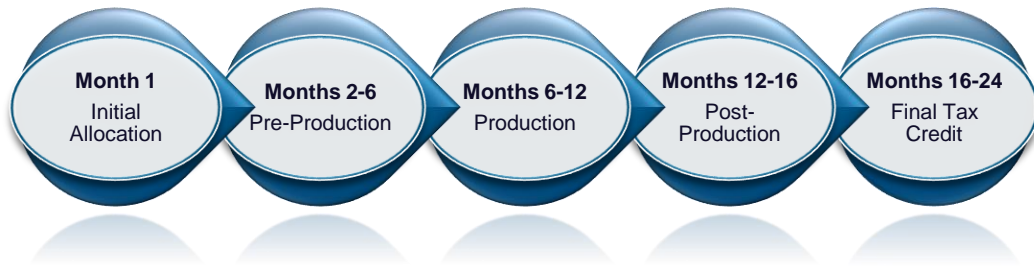 Month 1
Initial
Allocation
Months 2-6
Pre-Production
Months 6-12
Production
Months 12-16
Post-
Production
Months 16-24
Final Tax
Credit